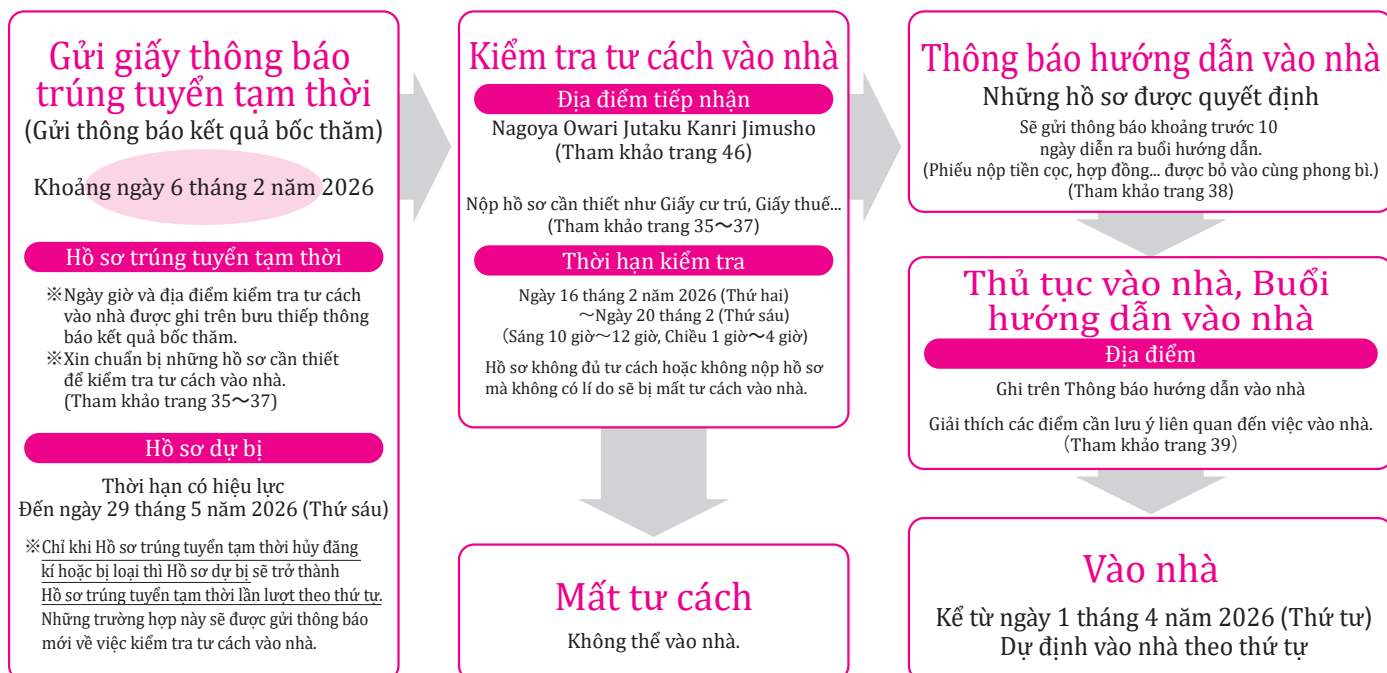 Gửi giấy thông báo
trúng tuyển tạm thời
(Gửi thông báo kết quả bốc thăm)
Khoảng ngày 6 tháng 2 năm 2026
Hồ sơ trúng tuyển tạm thời
※Ngày giờ và địa điểm kiểm tra tư cách
vào nhà được ghi trên bưu thiếp thông
báo kết quả bốc thăm.
※Xin chuẩn bị những hồ sơ cần thiết
để kiểm tra tư cách vào nhà.
(Tham khảo trang 35〜37)
Hồ sơ dự bị
Thời hạn có hiệu lực
Đến ngày 29 tháng 5 năm 2026 (Thứ sáu)
※Chỉ khi Hồ sơ trúng tuyển tạm thời hủy đăng
kí hoặc bị loại thì Hồ sơ dự bị sẽ trở thành
Hồ sơ trúng tuyển tạm thời lần lượt theo thứ tự.
Những trường hợp này sẽ được gửi thông báo
mới về việc kiểm tra tư cách vào nhà.
Kiểm tra tư cách vào nhà
Địa điểm tiếp nhận
Nagoya Owari Jutaku Kanri Jimusho
(Tham khảo trang 46)
Nộp hồ sơ cần thiết như Giấy cư trú, Giấy thuế...
(Tham khảo trang 35〜37)
Thời hạn kiểm tra
Ngày 16 tháng 2 năm 2026 (Thứ hai)
〜Ngày 20 tháng 2 (Thứ sáu)
(Sáng 10 giờ〜12 giờ, Chiều 1 giờ〜4 giờ)
Hồ sơ không đủ tư cách hoặc không nộp hồ sơ
mà không có lí do sẽ bị mất tư cách vào nhà.
Mất tư cách
Không thể vào nhà.
Thông báo hướng dẫn vào nhà
Những hồ sơ được quyết định
Sẽ gửi thông báo khoảng trước 10
ngày diễn ra buổi hướng dẫn.
(Phiếu nộp tiền cọc, hợp đồng... được bỏ vào cùng phong bì.)
(Tham khảo trang 38)
Thủ tục vào nhà, Buổi
hướng dẫn vào nhà
Địa điểm
Ghi trên Thông báo hướng dẫn vào nhà
Giải thích các điểm cần lưu ý liên quan đến việc vào nhà.
(Tham khảo trang 39)
Vào nhà
Kể từ ngày 1 tháng 4 năm 2026 (Thứ tư)
Dự định vào nhà theo thứ tự